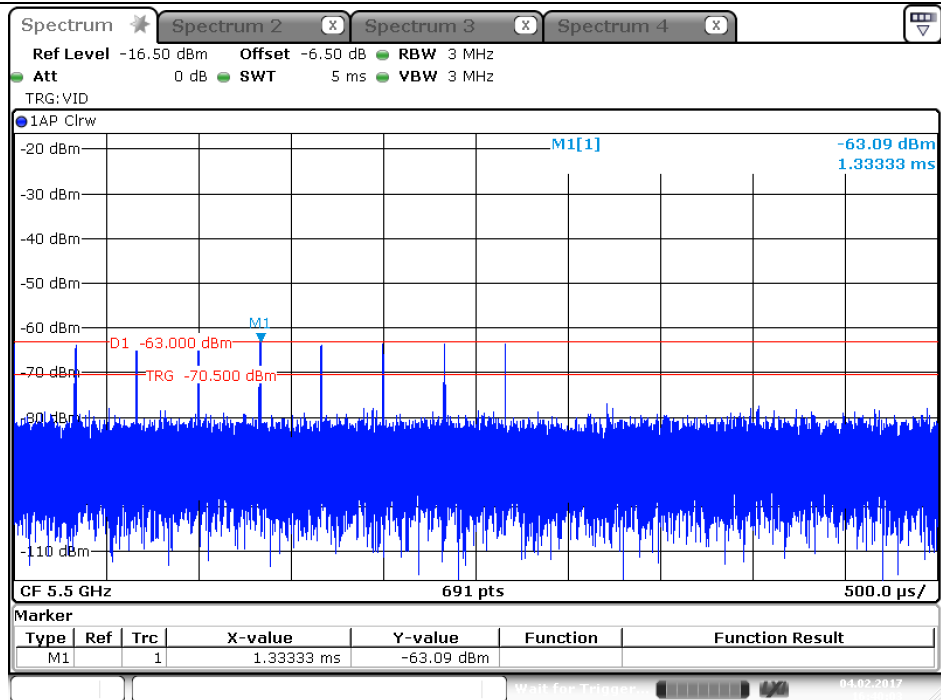 Spectrum Spectrum 2 X Spectrum 3 X Spectrum 4 X
Ref Level -16.50 dBm Offset -6.50 dB RBW 3 MHz
Att 0 dB SWT 5 ms VBW 3 MHz
TRG:VID
1AP Clrw
-20 dBm M1[1] -63.09 dBm
1.33333 ms
-30 dBm
-40 dBm
-50 dBm
-60 dBm M1
D1 -63.000 dBm
-70 dBm TRG -70.500 dBm
-80 dBm
-110 dBm
CF 5.5 GHz 691 pts 500.0 µs/
Marker
Type Ref Trc X-value Y-value Function Function Result
M1 1 1.33333 ms -63.09 dBm
Wait for Trigger... 04.02.2017